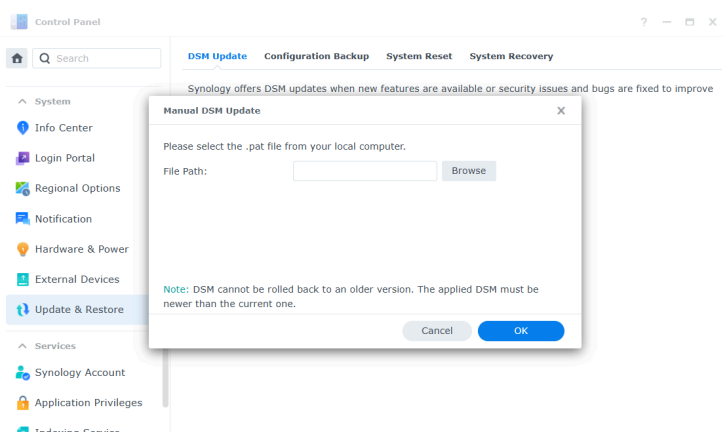 Control Panel
Search
DSM Update Configuration Backup System Reset System Recovery
Synology offers DSM updates when new features are available or security issues and bugs are fixed to improve
System
Info Center
Login Portal
Regional Options
Notification
Hardware & Power
External Devices
Update & Restore
Services
Synology Account
Application Privileges
Indexing Service
Manual DSM Update
Please select the .pat file from your local computer.
File Path:
Browse
Note: DSM cannot be rolled back to an older version. The applied DSM must be
newer than the current one.
Cancel
OK